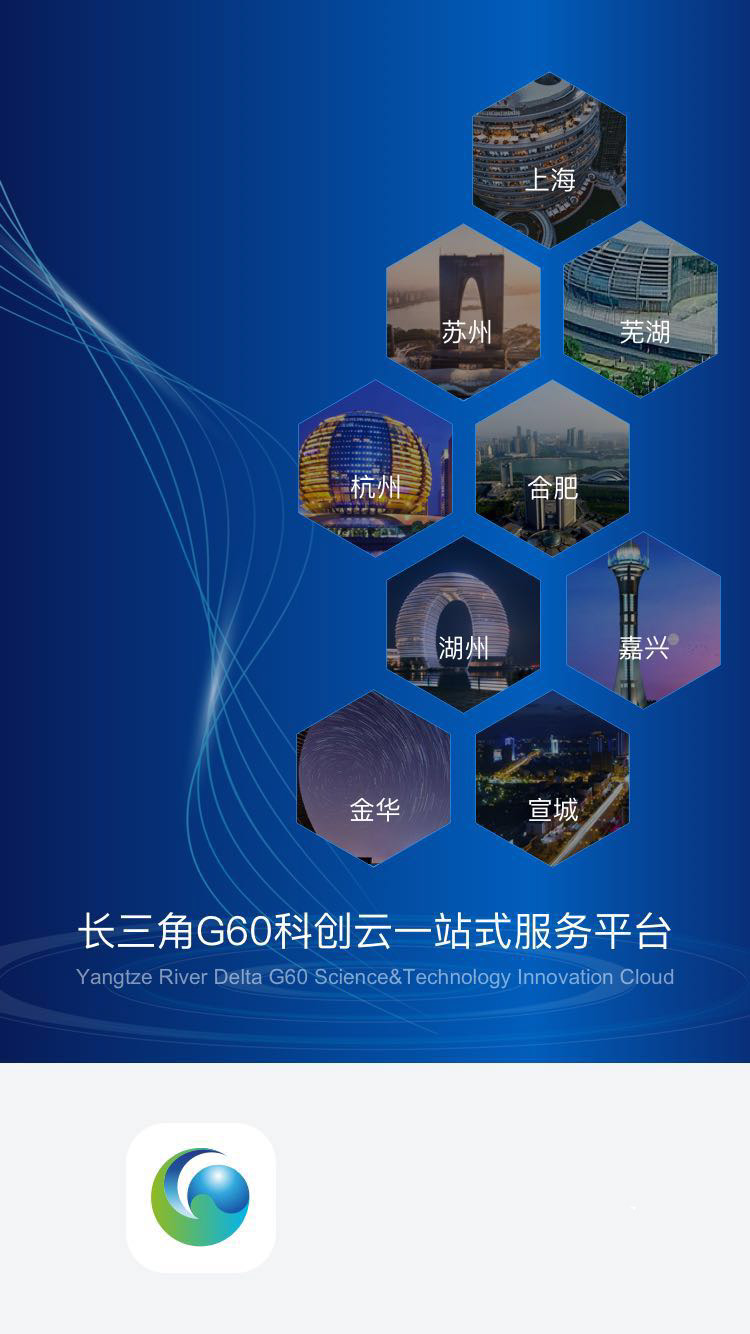 上海
苏州
芜湖
杭州
合肥
湖州
嘉兴
金华
宣城
长三角G60科创云一站式服务平台
Yangtze River Delta G60 Science&Technology Innovation Cloud